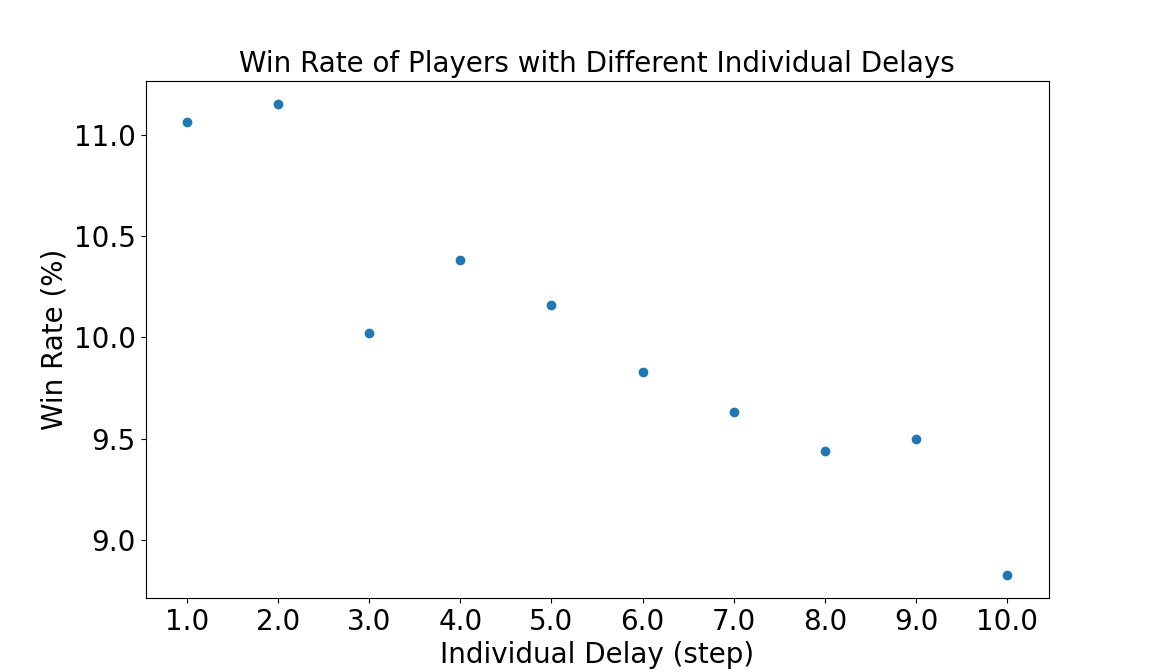 Win Rate of Players with Different Individual Delays
Win Rate (%)
11.0
10.5
10.0
9.5
9.0
1.0 2.0 3.0 4.0 5.0 6.0 7.0 8.0 9.0 10.0
Individual Delay (step)